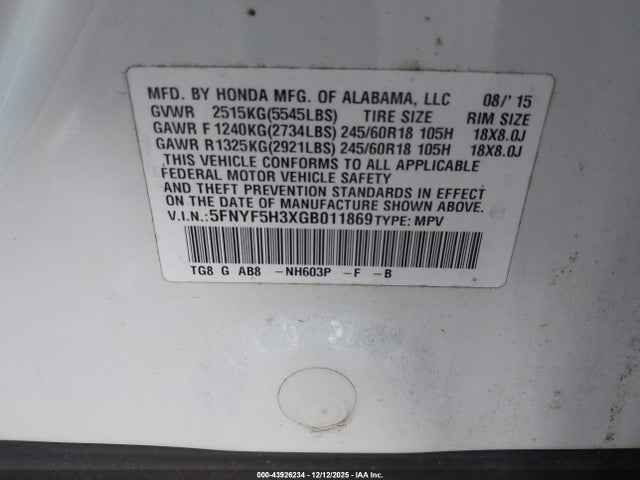 MFD. BY HONDA MFG. OF ALABAMA, LLC 08/'15
GVWR 2515KG(5545LBS) TIRE SIZE RIM SIZE
GAWR F 1240KG(2734LBS) 245/60R18 105H 18X8.0J
GAWR R1325KG(2921LBS) 245/60R18 105H 18X8.0J
THIS VEHICLE CONFORMS TO ALL APPLICABLE
FEDERAL MOTOR VEHICLE SAFETY
AND THEFT PREVENTION STANDARDS IN EFFECT
ON THE DATE OF MANUFACTURE SHOWN ABOVE.
V.I.N.:5FNYF5H3XGB011869 TYPE: MPV
TG8 G AB8 -NH603P -F -B
000-43926234 - 12/12/2025 - IAA Inc.